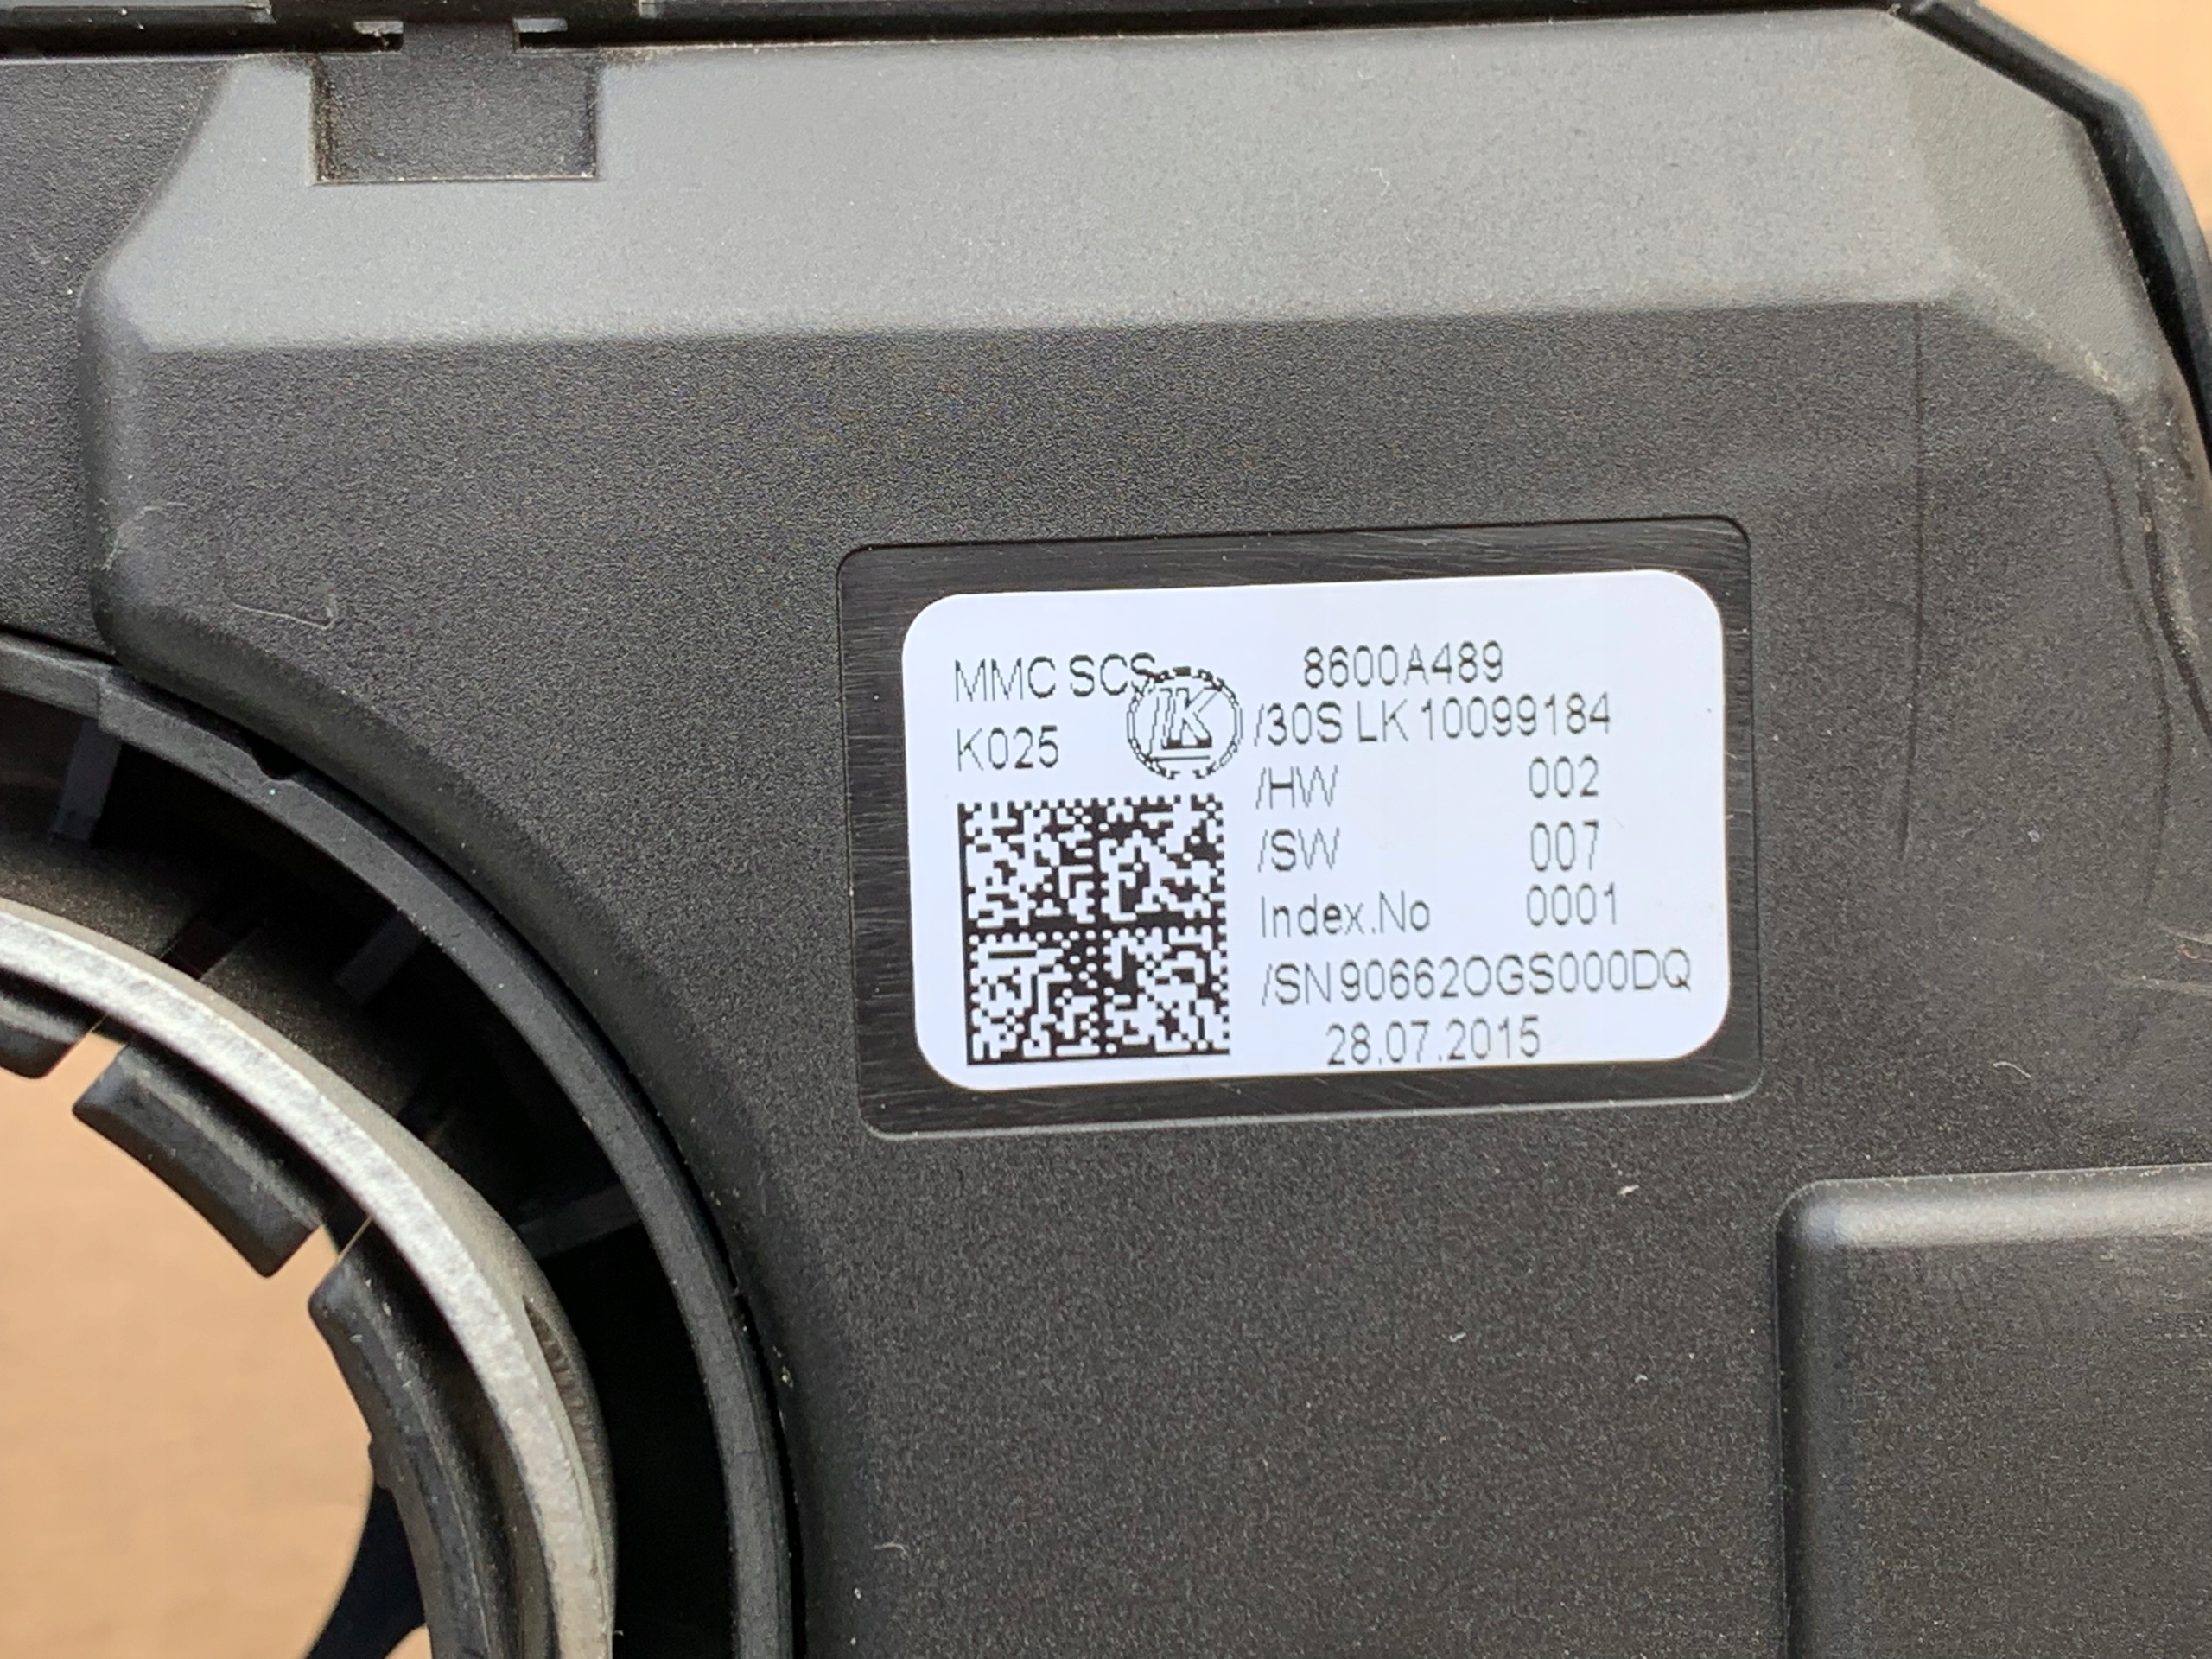 MMC SCS 8600A489
K025 LK /30S LK 10099184
/HW 002
/SW 007
Index.No 0001
/SN 90662OGS000DQ
28.07.2015